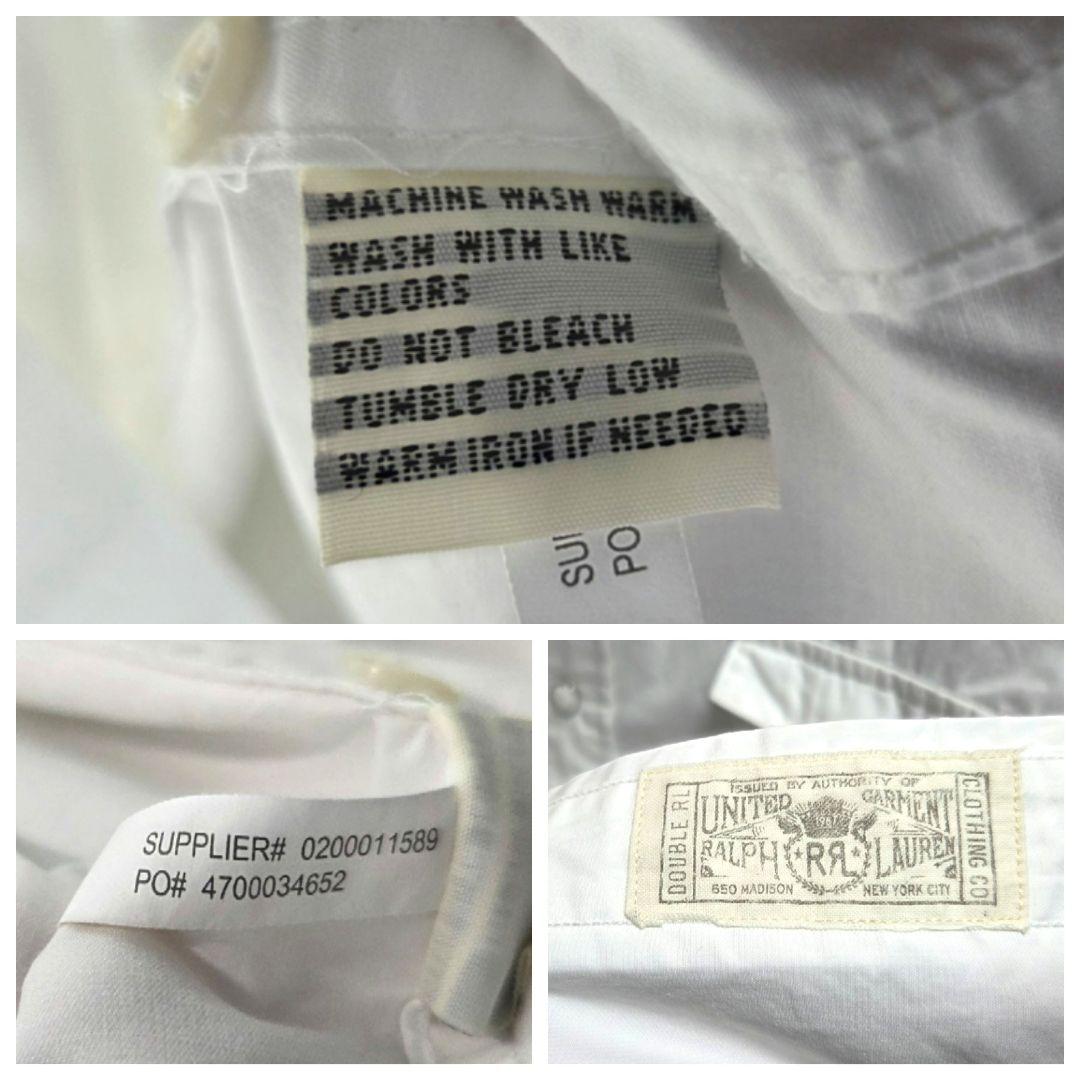 MACHINE WASH WARM
WASH WITH LIKE
COLORS
DO NOT BLEACH
TUMBLE DRY LOW
WARM IRON IF NEEDED
SUP
PO
SUPPLIER# 0200011589
PO# 4700034652
ISSUED BY AUTHORITY OF
DOUBLE RL
UNITED GARMENT
CLOTHING CO
1967
RALPH RRL LAUREN
650 MADISON NEW YORK CITY